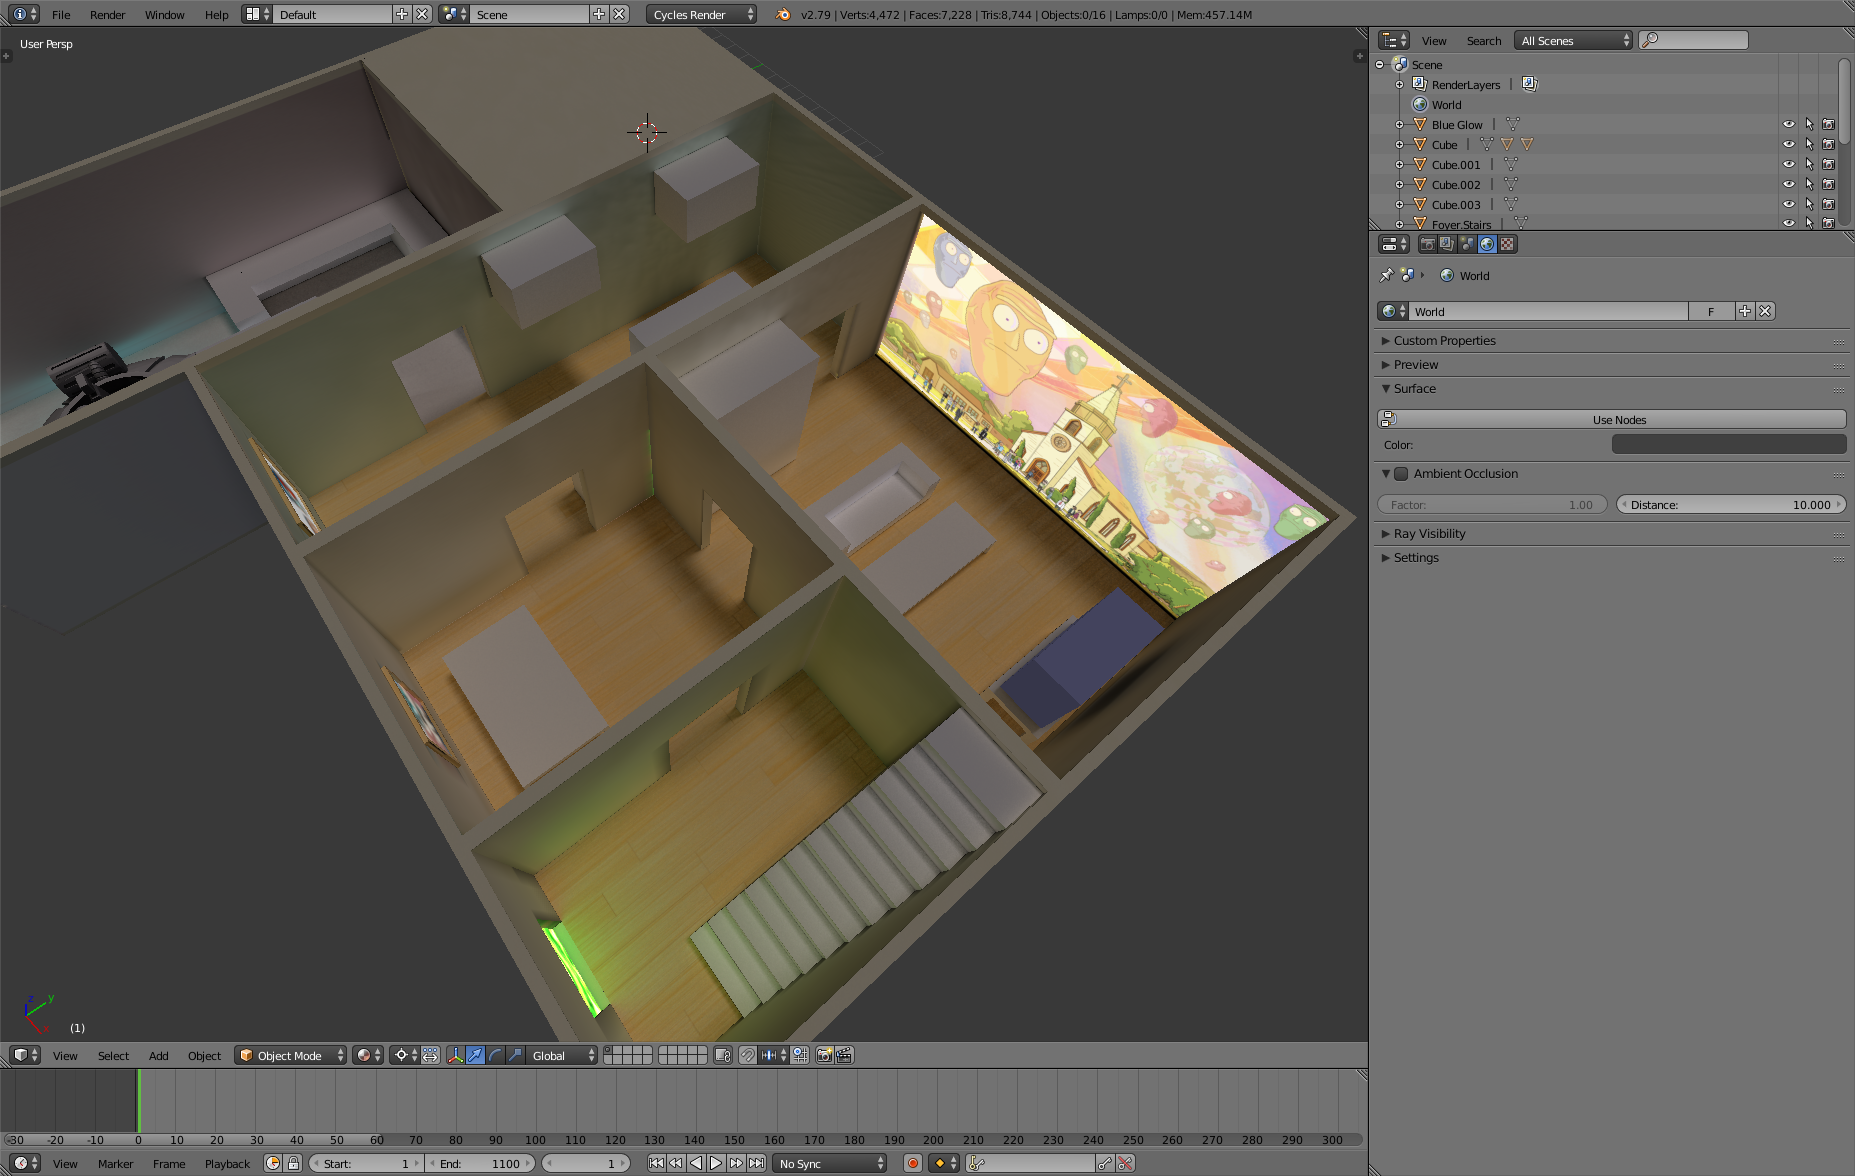 File Render Window Help Default Scene Cycles Render v2.79 | Verts:4,472 | Faces:7,228 | Tris:8,744 | Objects:0/16 | Lamps:0/0 | Mem:457.14M
User Persp
View Search All Scenes
Scene
RenderLayers
World
Blue Glow
Cube
Cube.001
Cube.002
Cube.003
Foyer.Stairs
World
World F
Custom Properties
Preview
Surface
Use Nodes
Color:
Ambient Occlusion
Factor: 1.00 Distance: 10.000
Ray Visibility
Settings
z y x
(1)
View Select Add Object Object Mode Global
-30 -20 -10 0 10 20 30 40 50 60 70 80 90 100 110 120 130 140 150 160 170 180 190 200 210 220 230 240 250 260 270 280 290 300
View Marker Frame Playback Start: 1 End: 1100 1 No Sync